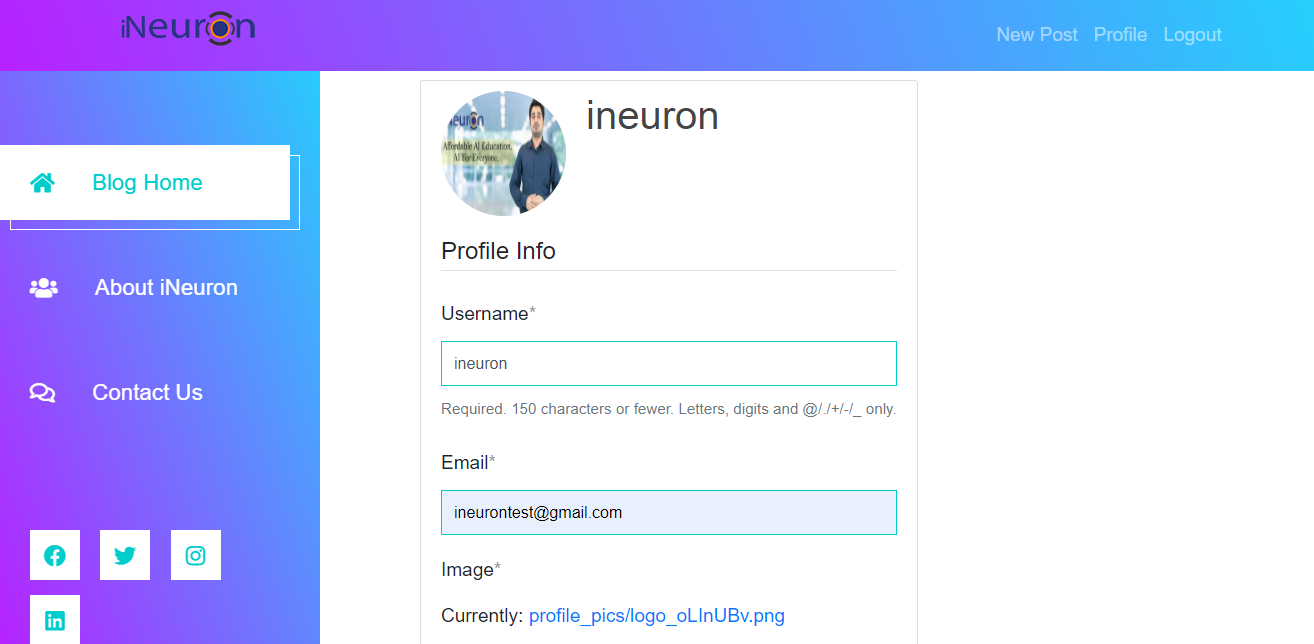 iNeuron
New Post Profile Logout
Blog Home
About iNeuron
Contact Us
ineuron
Affordable AI Education.
AI For Everyone.
Profile Info
Username*
ineuron
Required. 150 characters or fewer. Letters, digits and @/./+/-/_ only.
Email*
ineurontest@gmail.com
Image*
Currently: profile_pics/logo_oLInUBv.png